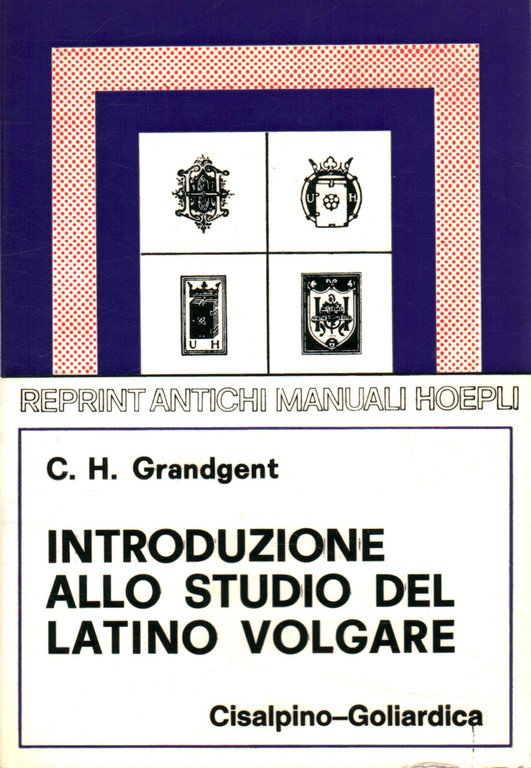 U H
U H
REPRINT ANTICHI MANUALI HOEPLI
C. H. Grandgent
INTRODUZIONE
ALLO STUDIO DEL
LATINO VOLGARE
Cisalpino–Goliardica